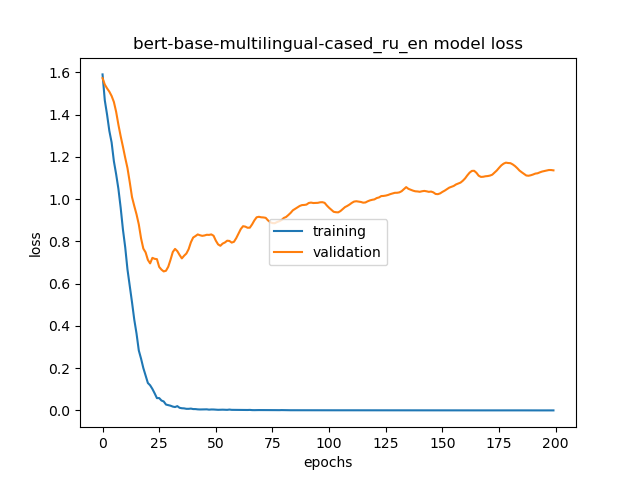 bert-base-multilingual-cased_ru_en model loss
1.6
1.4
1.2
1.0
0.8
0.6
0.4
0.2
0.0
loss
training
validation
0 25 50 75 100 125 150 175 200
epochs